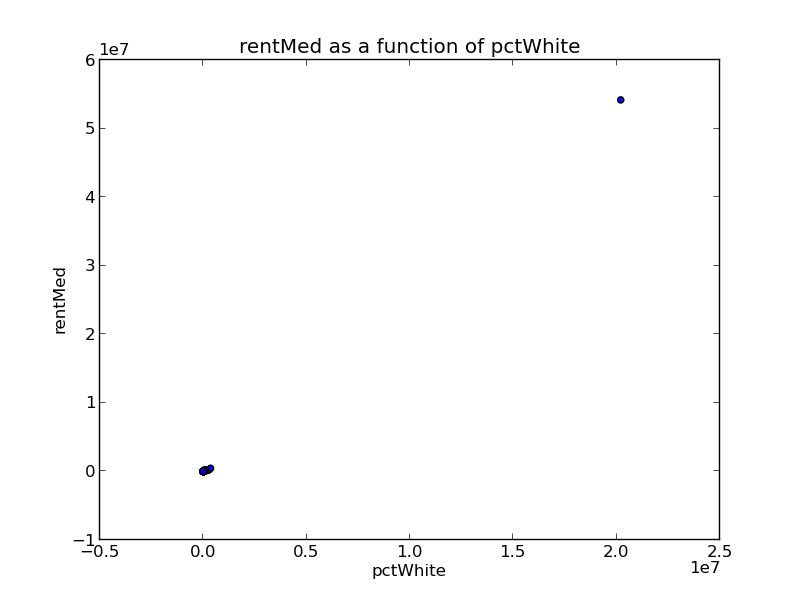 rentMed as a function of pctWhite
1e7
6
5
4
3
2
1
0
−1
rentMed
−0.5 0.0 0.5 1.0 1.5 2.0 2.5
1e7
pctWhite